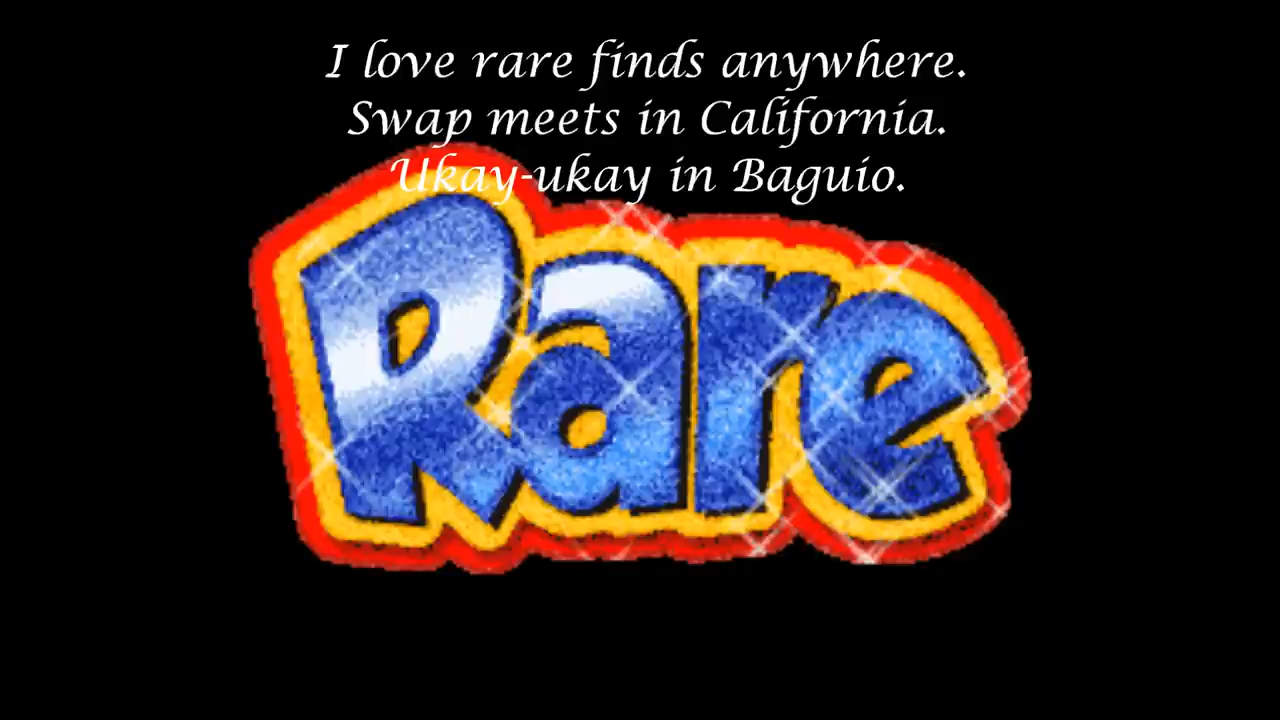 I love rare finds anywhere.
Swap meets in California.
Ukay-ukay in Baguio.
Rare